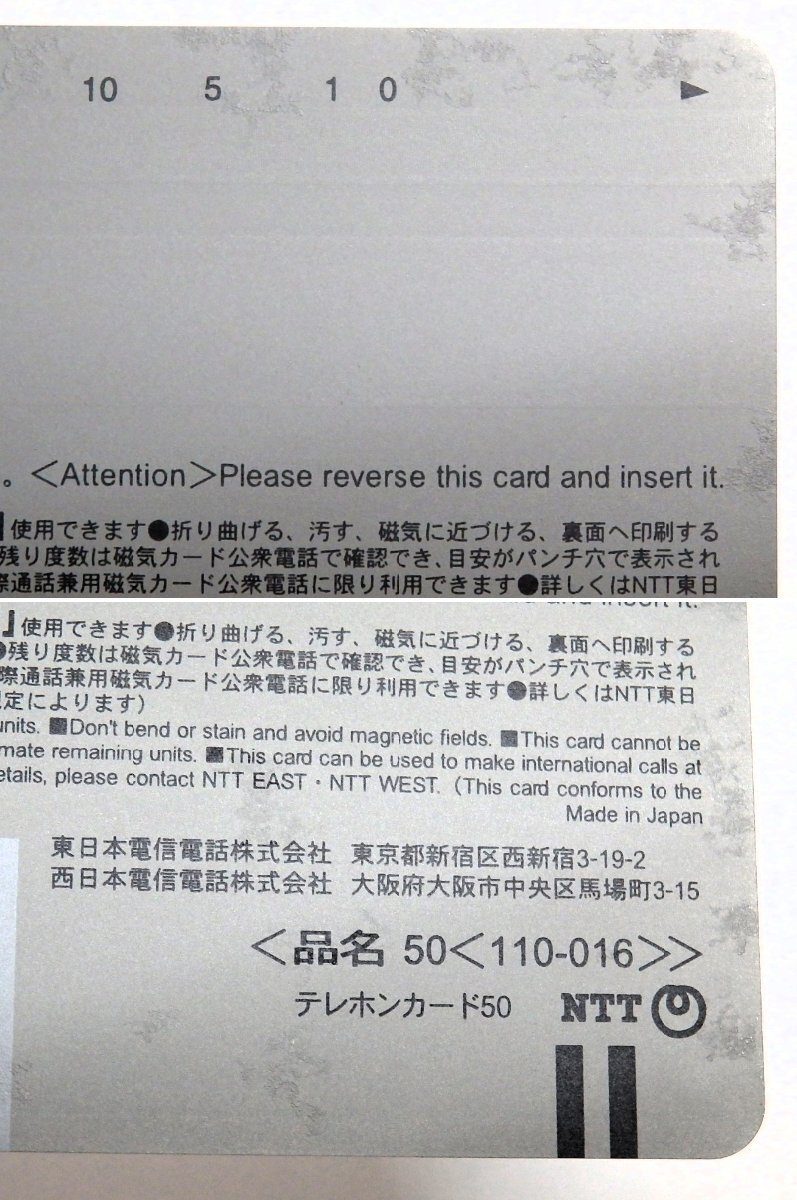 10 5 1 0 ▶
。<Attention>Please reverse this card and insert it.
使用できます●折り曲げる、汚す、磁気に近づける、裏面へ印刷する
残り度数は磁気カード公衆電話で確認でき、目安がパンチ穴で表示され
際通話兼用磁気カード公衆電話に限り利用できます●詳しくはNTT東日
and insert it.
』使用できます●折り曲げる、汚す、磁気に近づける、裏面へ印刷する
●残り度数は磁気カード公衆電話で確認でき、目安がパンチ穴で表示され
際通話兼用磁気カード公衆電話に限り利用できます●詳しくはNTT東日
定によります)
units. ■Don't bend or stain and avoid magnetic fields. ■This card cannot be
mate remaining units. ■This card can be used to make international calls at
etails, please contact NTT EAST・NTT WEST. (This card conforms to the
Made in Japan
東日本電信電話株式会社 東京都新宿区西新宿3-19-2
西日本電信電話株式会社 大阪府大阪市中央区馬場町3-15
<品名 50<110-016>>
テレホンカード50 NTT